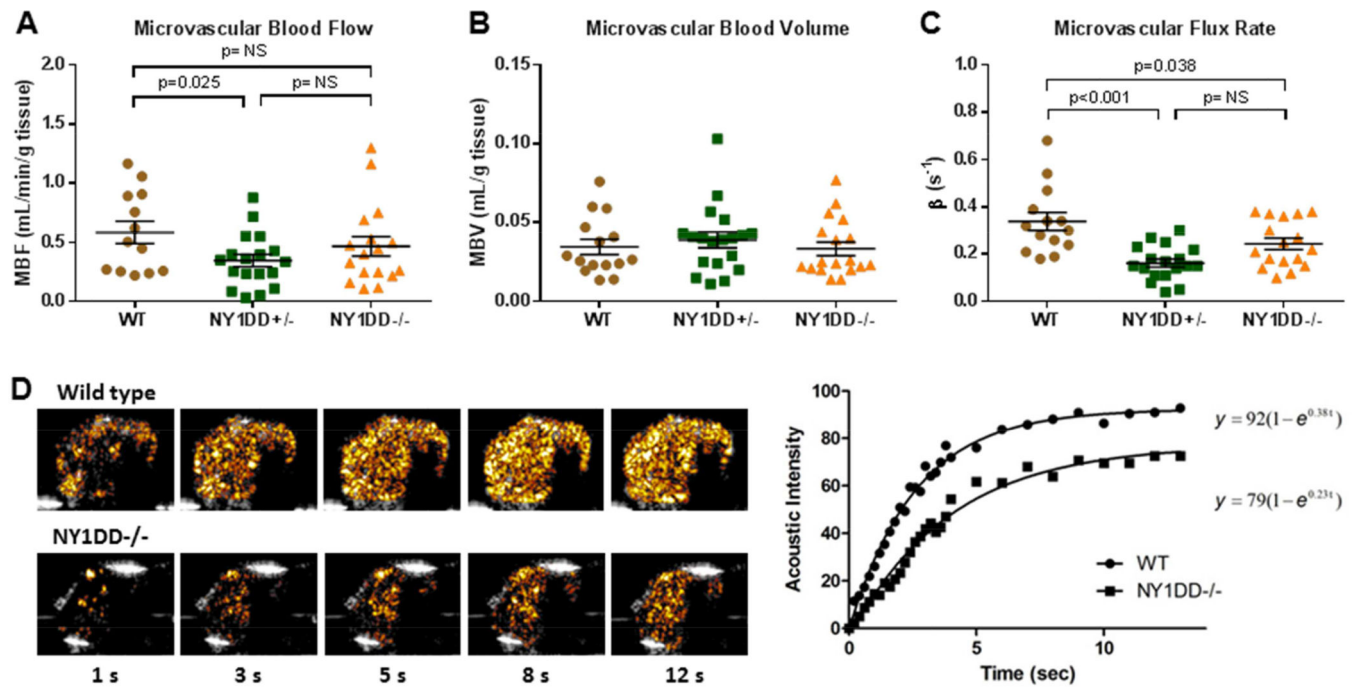 A
Microvascular Blood Flow
p= NS
p=0.025
p= NS
MBF (mL/min/g tissue)
2.0
1.5
1.0
0.5
0.0
WT
NY1DD+/-
NY1DD-/-
B
Microvascular Blood Volume
MBV (mL/g tissue)
0.15
0.10
0.05
0.00
WT
NY1DD+/-
NY1DD-/-
C
Microvascular Flux Rate
p=0.038
p<0.001
p= NS
β (s⁻¹)
1.0
0.8
0.6
0.4
0.2
0.0
WT
NY1DD+/-
NY1DD-/-
D
Wild type
NY1DD-/-
1 s
3 s
5 s
8 s
12 s
Acoustic Intensity
100
80
60
40
20
0
0
5
10
Time (sec)
WT
NY1DD-/-
y = 92(1− e^0.38t)
y = 79(1− e^0.23t)